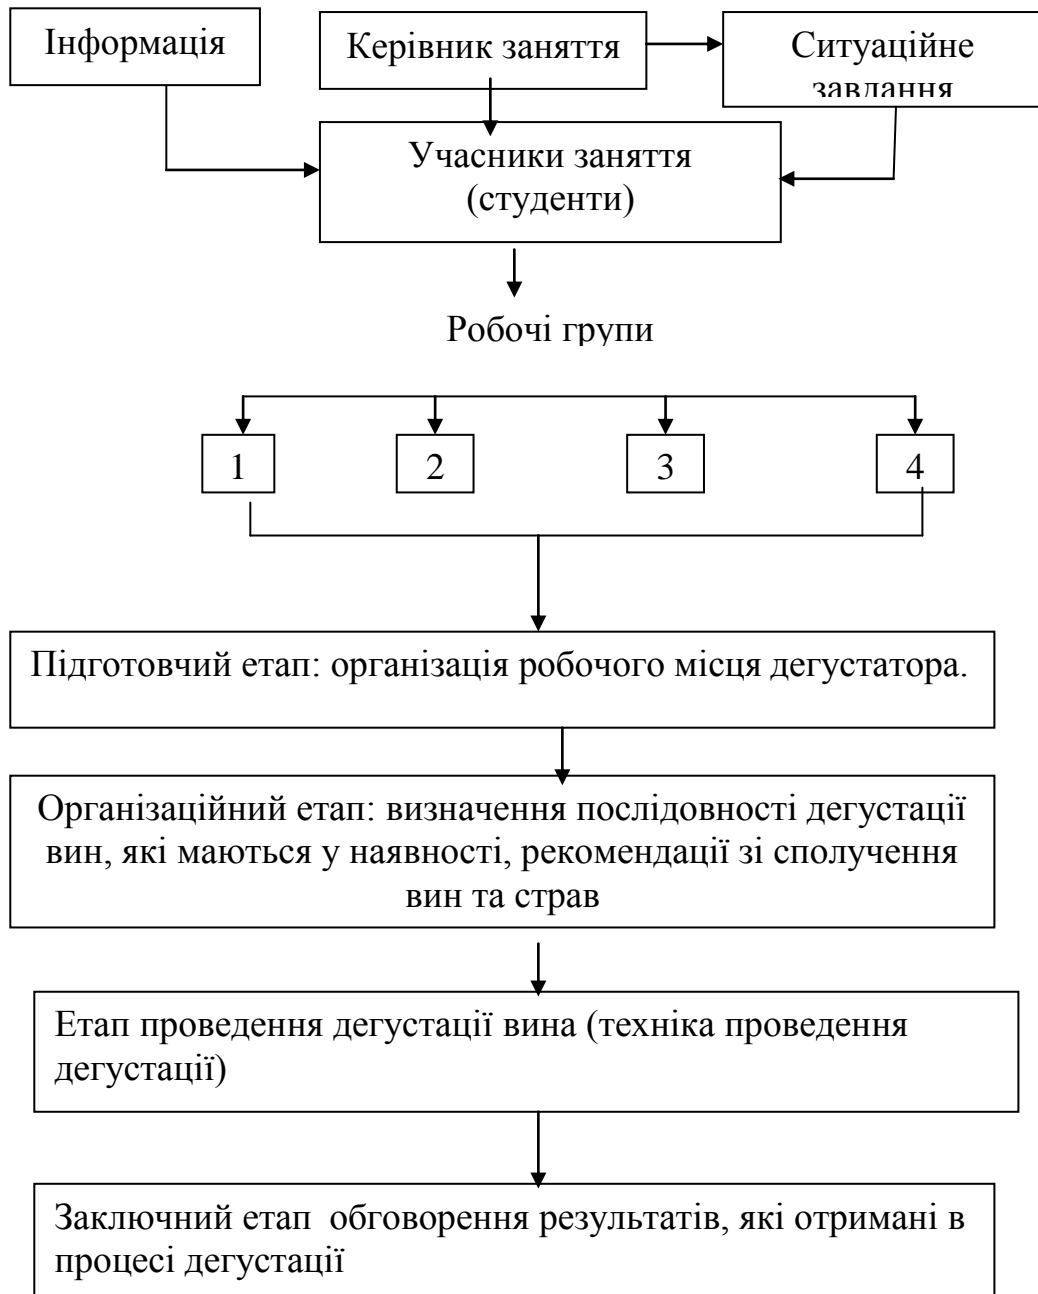 Інформація
Керівник заняття
Ситуаційне
завдання
Учасники заняття
(студенти)
Робочі групи
1
2
3
4
Підготовчий етап: організація робочого місця дегустатора.
Організаційний етап: визначення послідовності дегустації
вин, які маються у наявності, рекомендації зі сполучення
вин та страв
Етап проведення дегустації вина (техніка проведення
дегустації)
Заключний етап  обговорення результатів, які отримані в
процесі дегустації